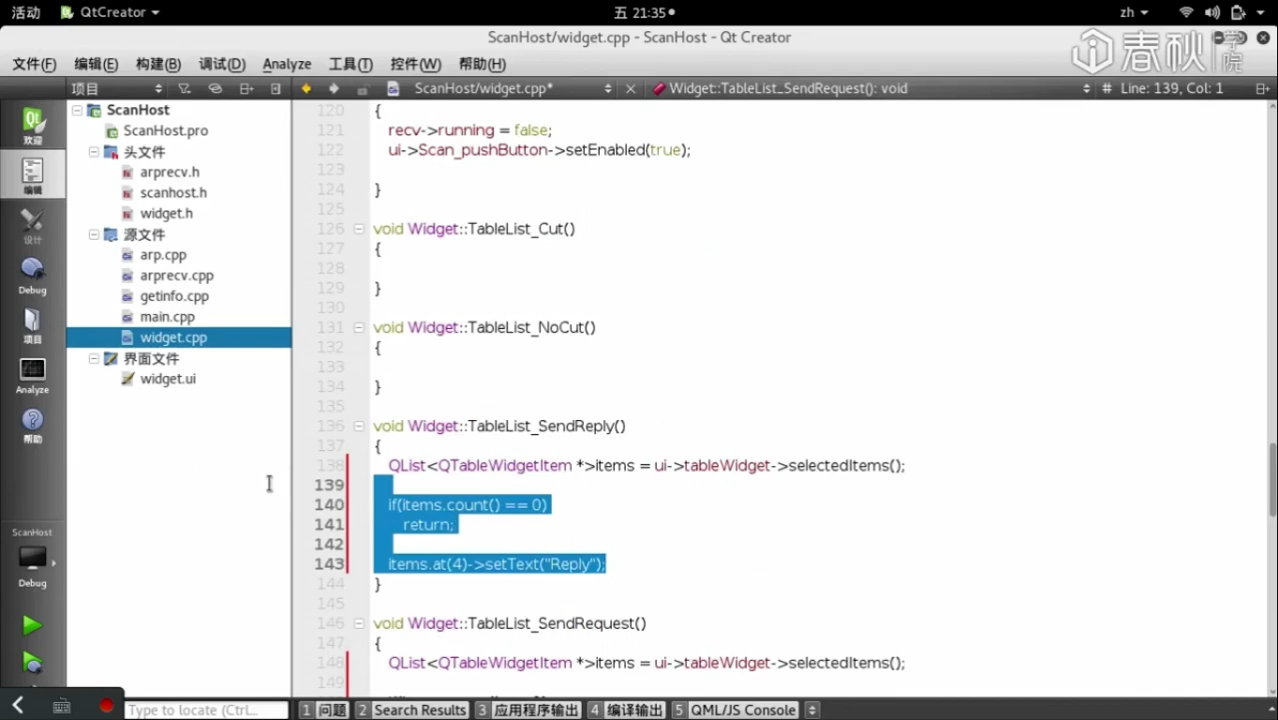 活动
QtCreator
五 21:35
zh
ScanHost/widget.cpp - ScanHost - Qt Creator
春秋学院
文件(F) 编辑(E) 构建(B) 调试(D) Analyze 工具(T) 控件(W) 帮助(H)
项目
ScanHost/widget.cpp*
Widget::TableList_SendRequest(): void
# Line: 139, Col: 1
欢迎
编辑
设计
Debug
项目
Analyze
帮助
ScanHost
Debug
ScanHost
ScanHost.pro
头文件
arprecv.h
scanhost.h
widget.h
源文件
arp.cpp
arprecv.cpp
getinfo.cpp
main.cpp
widget.cpp
界面文件
widget.ui
120 {
121 recv->running = false;
122 ui->Scan_pushButton->setEnabled(true);
123
124 }
125
126 void Widget::TableList_Cut()
127 {
128
129 }
130
131 void Widget::TableList_NoCut()
132 {
133
134 }
135
136 void Widget::TableList_SendReply()
137 {
138 QList<QTableWidgetItem *>items = ui->tableWidget->selectedItems();
139
140 if(items.count() == 0)
141 return;
142
143 items.at(4)->setText("Reply");
144 }
145
146 void Widget::TableList_SendRequest()
147 {
148 QList<QTableWidgetItem *>items = ui->tableWidget->selectedItems();
149
Type to locate (Ctrl...
1 问题 2 Search Results 3 应用程序输出 4 编译输出 5 QML/JS Console